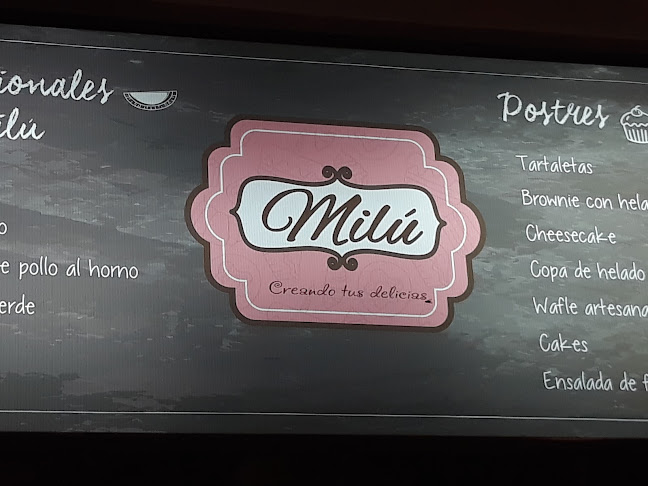 ionales
ilú
o
e pollo al horno
erde
Milú
Creando tus delicias
Postres
Tartaletas
Brownie con hela
Cheesecake
Copa de helado
Wafle artesana
Cakes
Ensalada de f